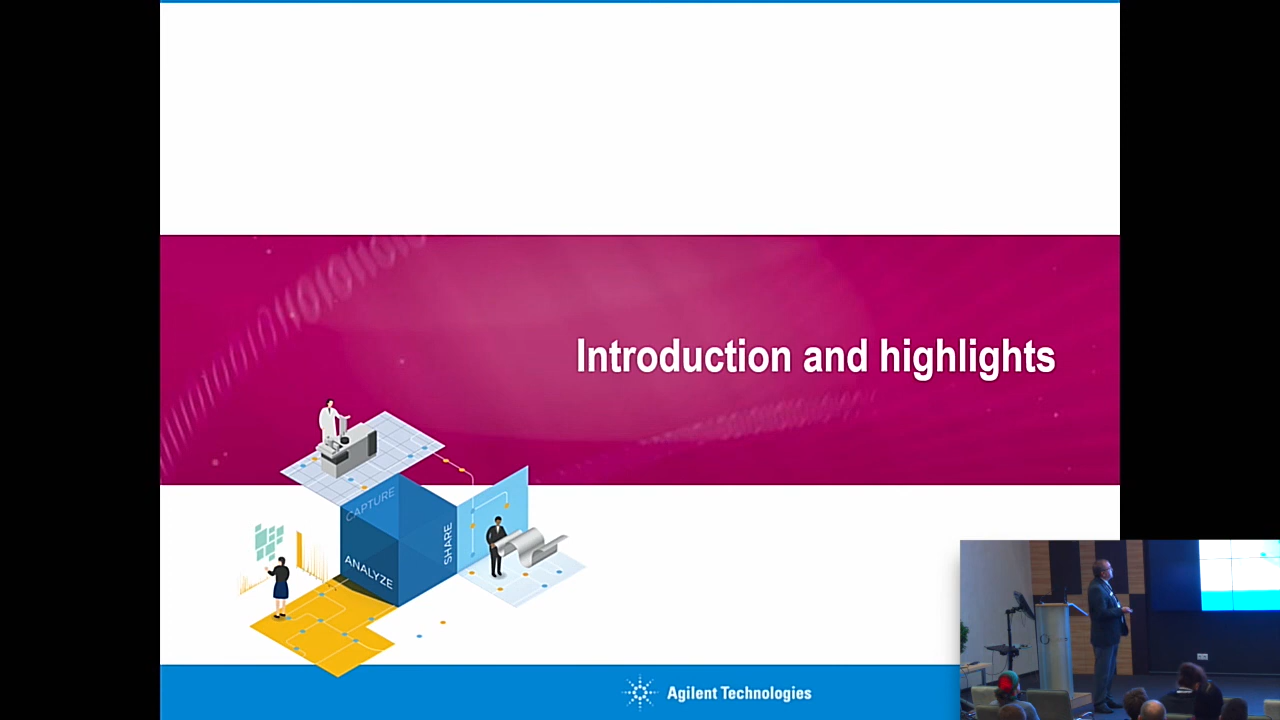 Introduction and highlights
CAPTURE
ANALYZE
SHARE
Agilent Technologies